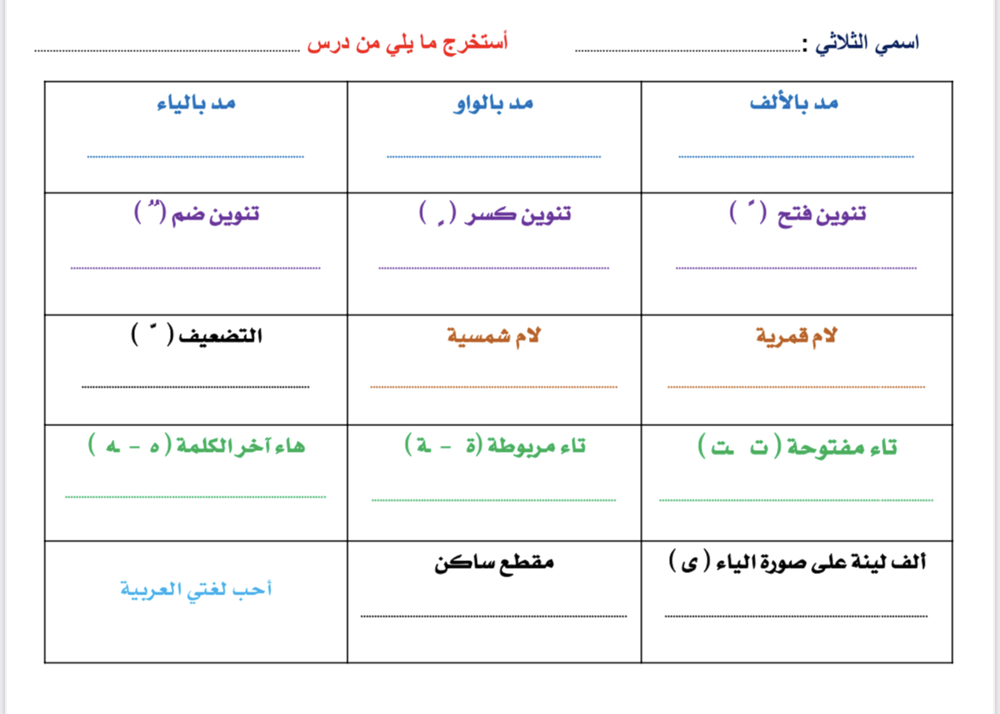 اسمي الثلاثي : ........................................
أستخرج ما يلي من درس ........................................
مد بالألف
مد بالواو
مد بالياء
تنوين فتح ( ً )
تنوين كسر ( ٍ )
تنوين ضم ( ٌ )
لام قمرية
لام شمسية
التضعيف ( ّ )
تاء مفتوحة ( ت ـت )
تاء مربوطة (ة – ـة )
هاء آخر الكلمة ( ه – ـه )
ألف لينة على صورة الياء ( ى )
مقطع ساكن
أحب لغتي العربية